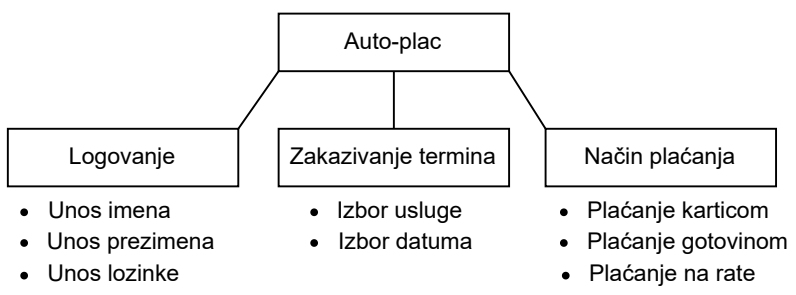 Auto-plac
Logovanje
Zakazivanje termina
Način plaćanja
• Unos imena
• Unos prezimena
• Unos lozinke
• Izbor usluge
• Izbor datuma
• Plaćanje karticom
• Plaćanje gotovinom
• Plaćanje na rate